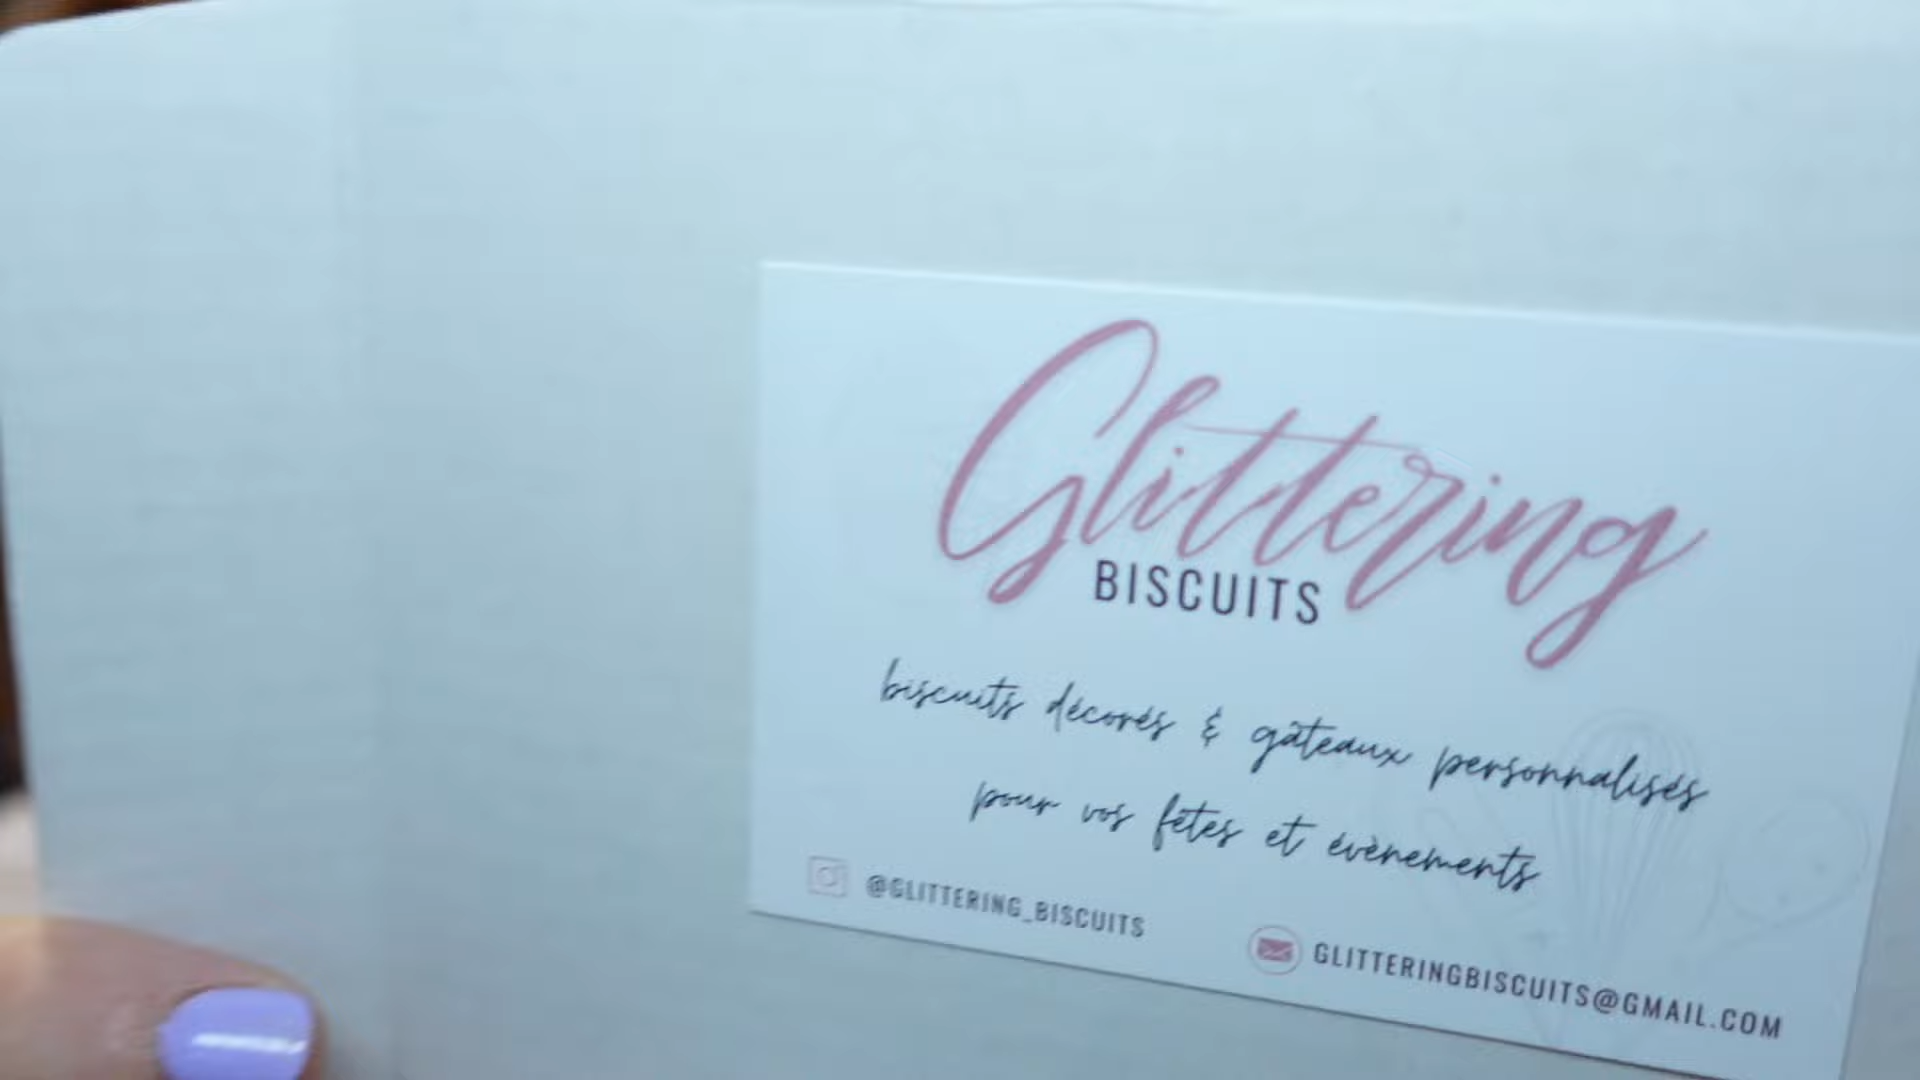 Glittering
BISCUITS
biscuits décorés & gâteaux personnalisés
pour vos fêtes et évènements
@GLITTERING_BISCUITS
GLITTERINGBISCUITS@GMAIL.COM